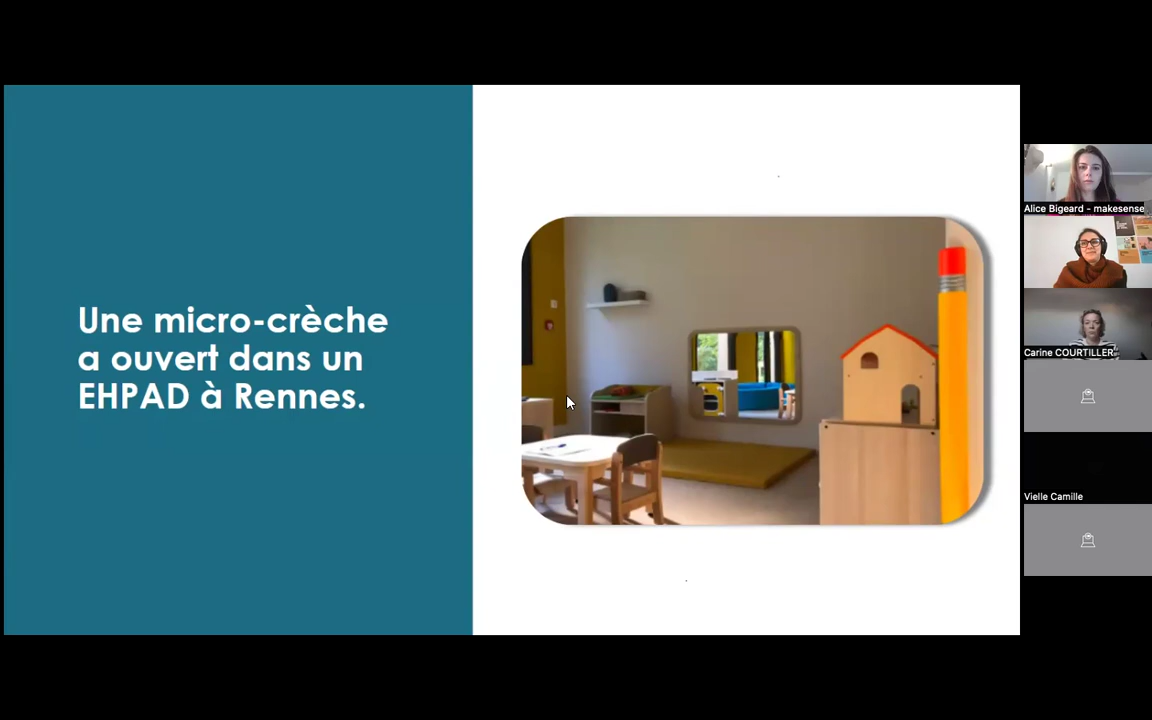 Une micro-crèche
a ouvert dans un
EHPAD à Rennes.
Alice Bigeard - makesense
Carine COURTILLER
Vielle Camille